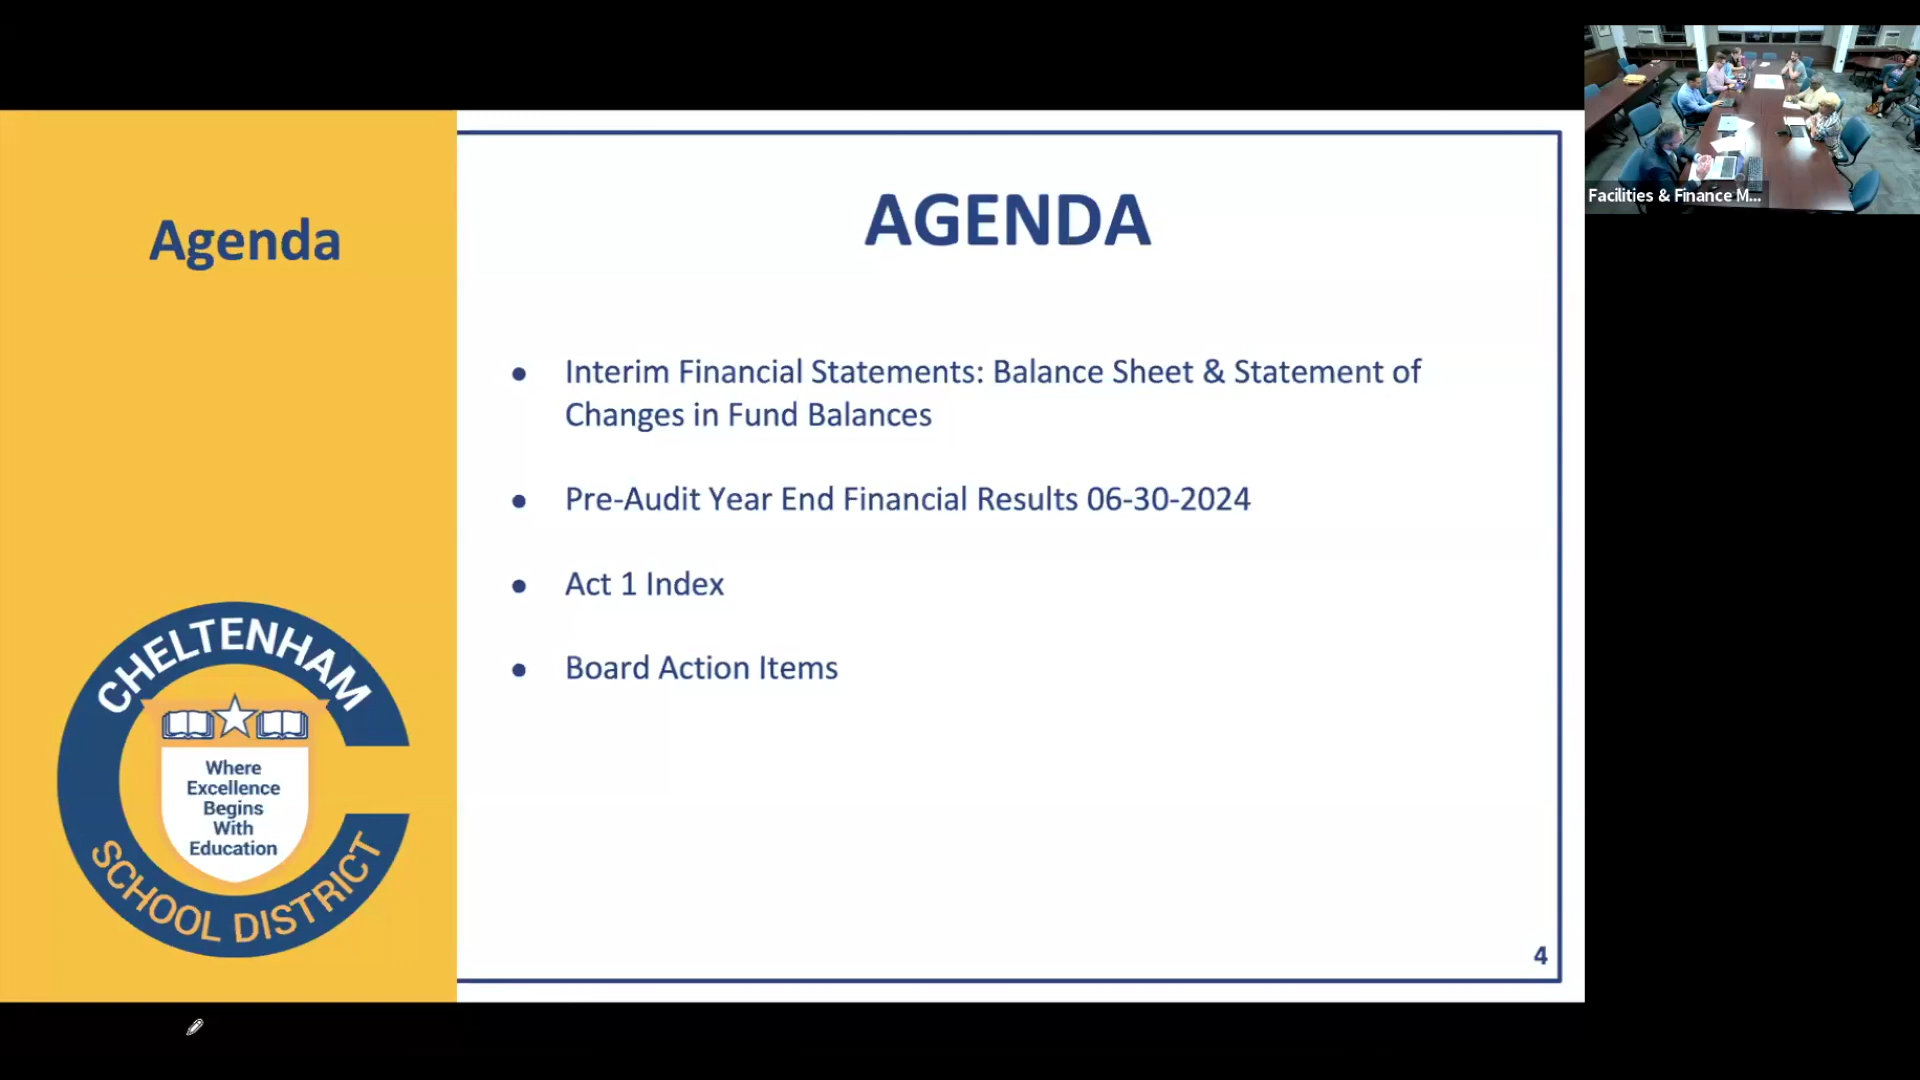 Agenda
AGENDA
● Interim Financial Statements: Balance Sheet & Statement of
Changes in Fund Balances
● Pre-Audit Year End Financial Results 06-30-2024
● Act 1 Index
● Board Action Items
CHELTENHAM
Where
Excellence
Begins
With
Education
SCHOOL DISTRICT
4
Facilities & Finance M...